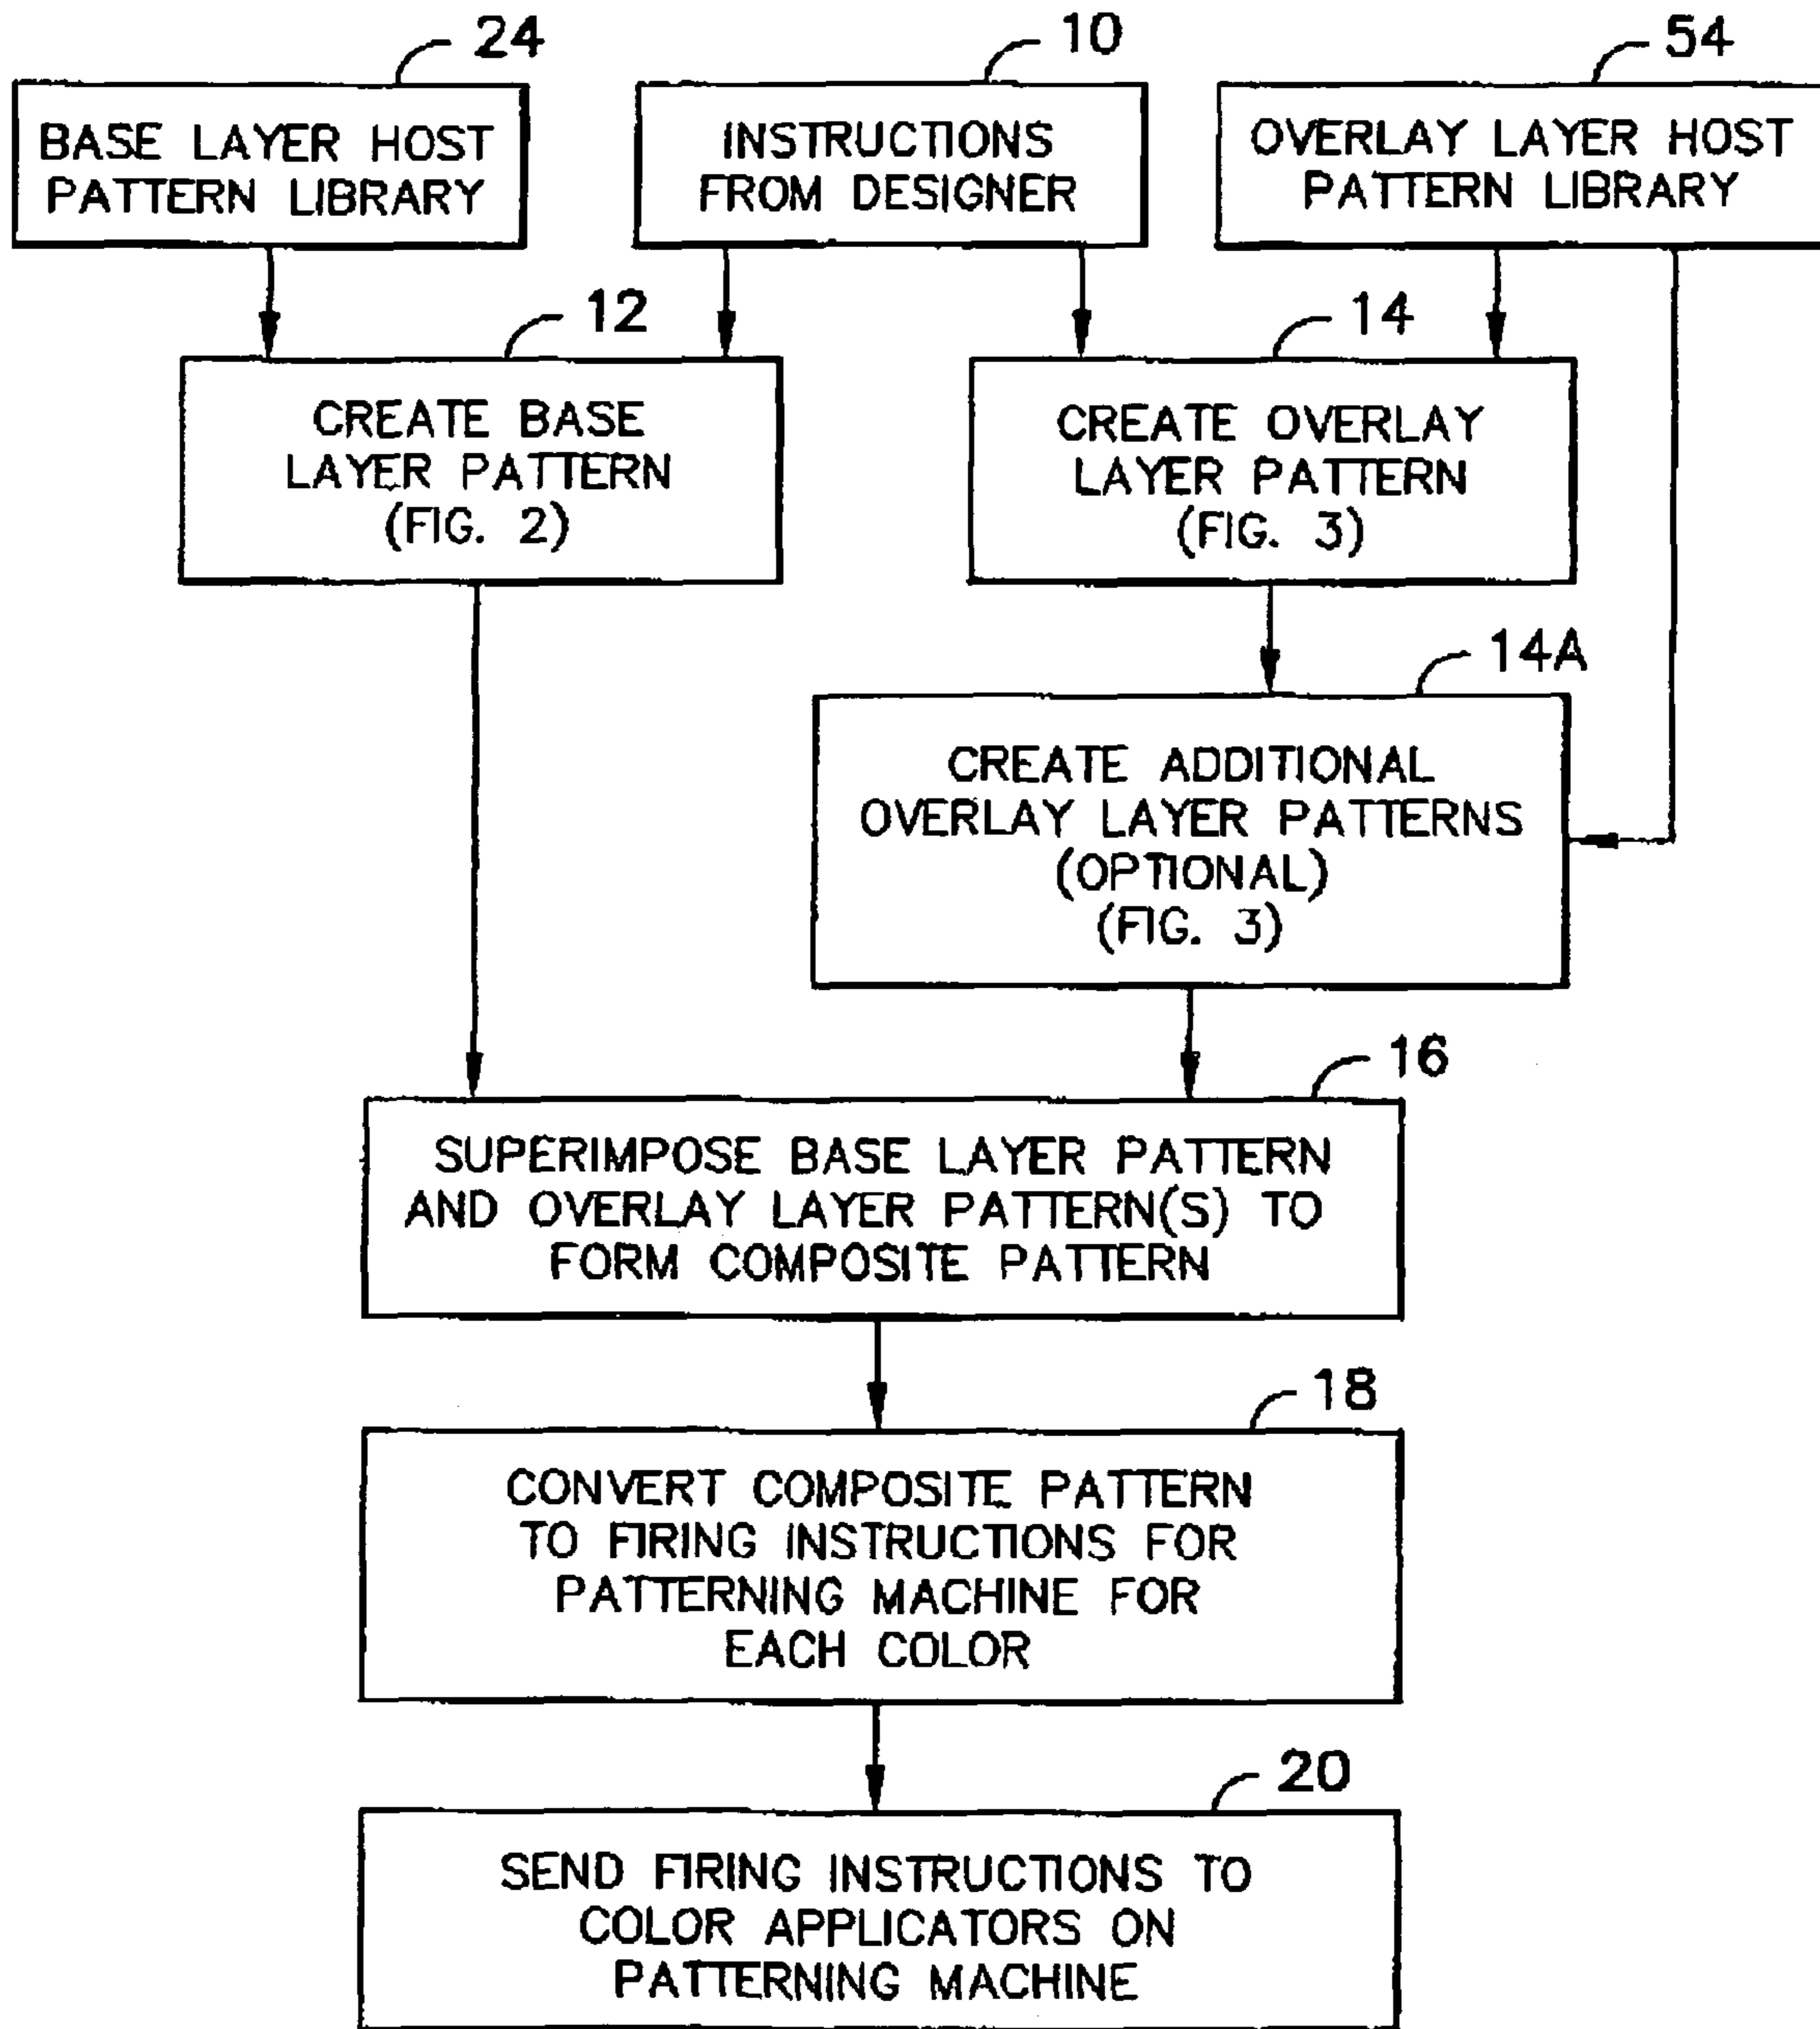 24
BASE LAYER HOST
PATTERN LIBRARY
10
INSTRUCTIONS
FROM DESIGNER
54
OVERLAY LAYER HOST
PATTERN LIBRARY
12
CREATE BASE
LAYER PATTERN
(FIG. 2)
14
CREATE OVERLAY
LAYER PATTERN
(FIG. 3)
14A
CREATE ADDITIONAL
OVERLAY LAYER PATTERNS
(OPTIONAL)
(FIG. 3)
16
SUPERIMPOSE BASE LAYER PATTERN
AND OVERLAY LAYER PATTERN(S) TO
FORM COMPOSITE PATTERN
18
CONVERT COMPOSITE PATTERN
TO FIRING INSTRUCTIONS FOR
PATTERNING MACHINE FOR
EACH COLOR
20
SEND FIRING INSTRUCTIONS TO
COLOR APPLICATORS ON
PATTERNING MACHINE